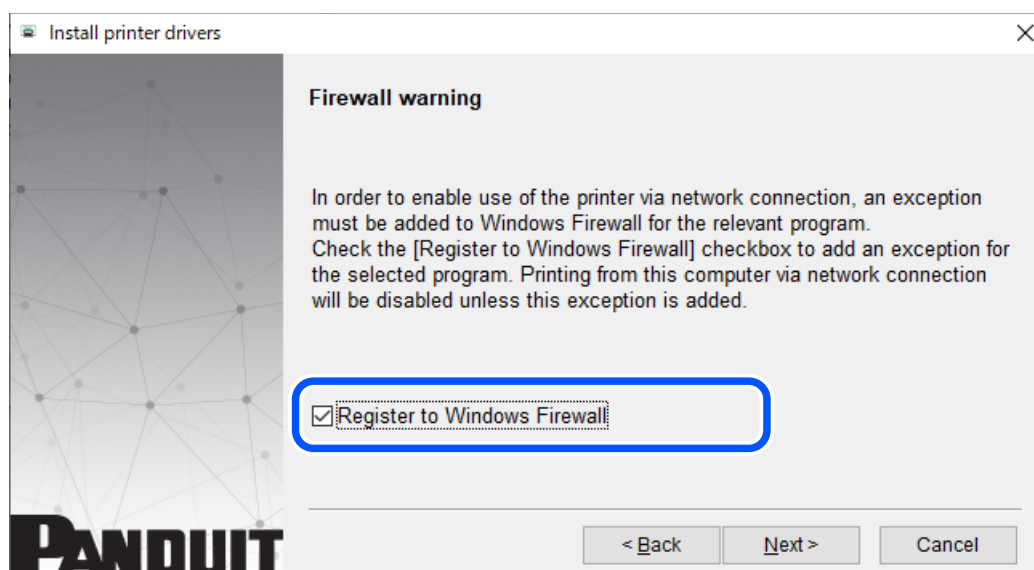 Install printer drivers
Firewall warning
In order to enable use of the printer via network connection, an exception
must be added to Windows Firewall for the relevant program.
Check the [Register to Windows Firewall] checkbox to add an exception for
the selected program. Printing from this computer via network connection
will be disabled unless this exception is added.
Register to Windows Firewall
PANDUIT
< Back
Next >
Cancel